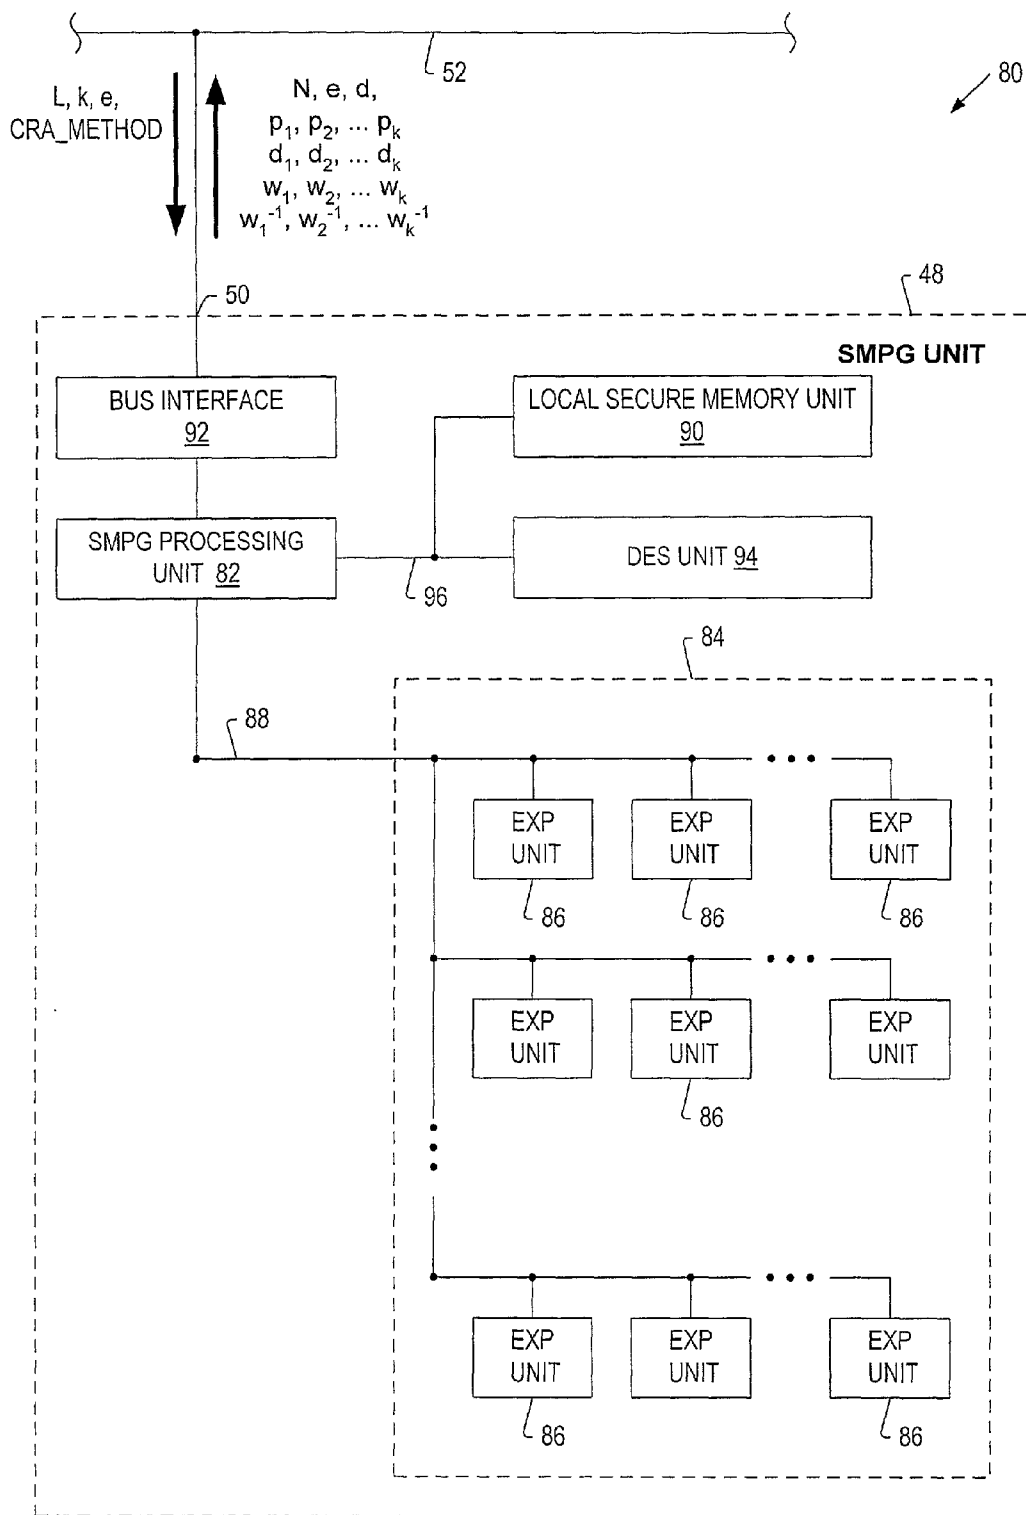 52
80
L, k, e,
CRA_METHOD
N, e, d,
p₁, p₂, ... pₖ
d₁, d₂, ... dₖ
w₁, w₂, ... wₖ
w₁⁻¹, w₂⁻¹, ... wₖ⁻¹
50
48
SMPG UNIT
BUS INTERFACE
92
LOCAL SECURE MEMORY UNIT
90
SMPG PROCESSING
UNIT 82
DES UNIT 94
96
84
88
EXP
UNIT
86
EXP
UNIT
86
EXP
UNIT
86
EXP
UNIT
EXP
UNIT
86
EXP
UNIT
EXP
UNIT
86
EXP
UNIT
EXP
UNIT
86